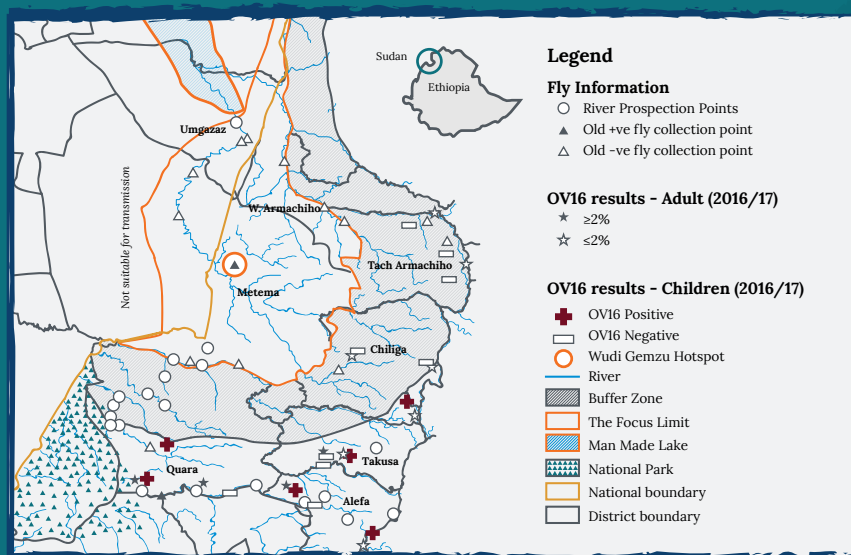 Sudan
Ethiopia
Umgazaz
Not suitable for transmission
W. Armachiho
Tach Armachiho
Metema
Chiliga
Quara
Takusa
Alefa
Legend
Fly Information
River Prospection Points
Old +ve fly collection point
Old -ve fly collection point
OV16 results - Adult (2016/17)
≥2%
≤2%
OV16 results - Children (2016/17)
OV16 Positive
OV16 Negative
Wudi Gemzu Hotspot
River
Buffer Zone
The Focus Limit
Man Made Lake
National Park
National boundary
District boundary